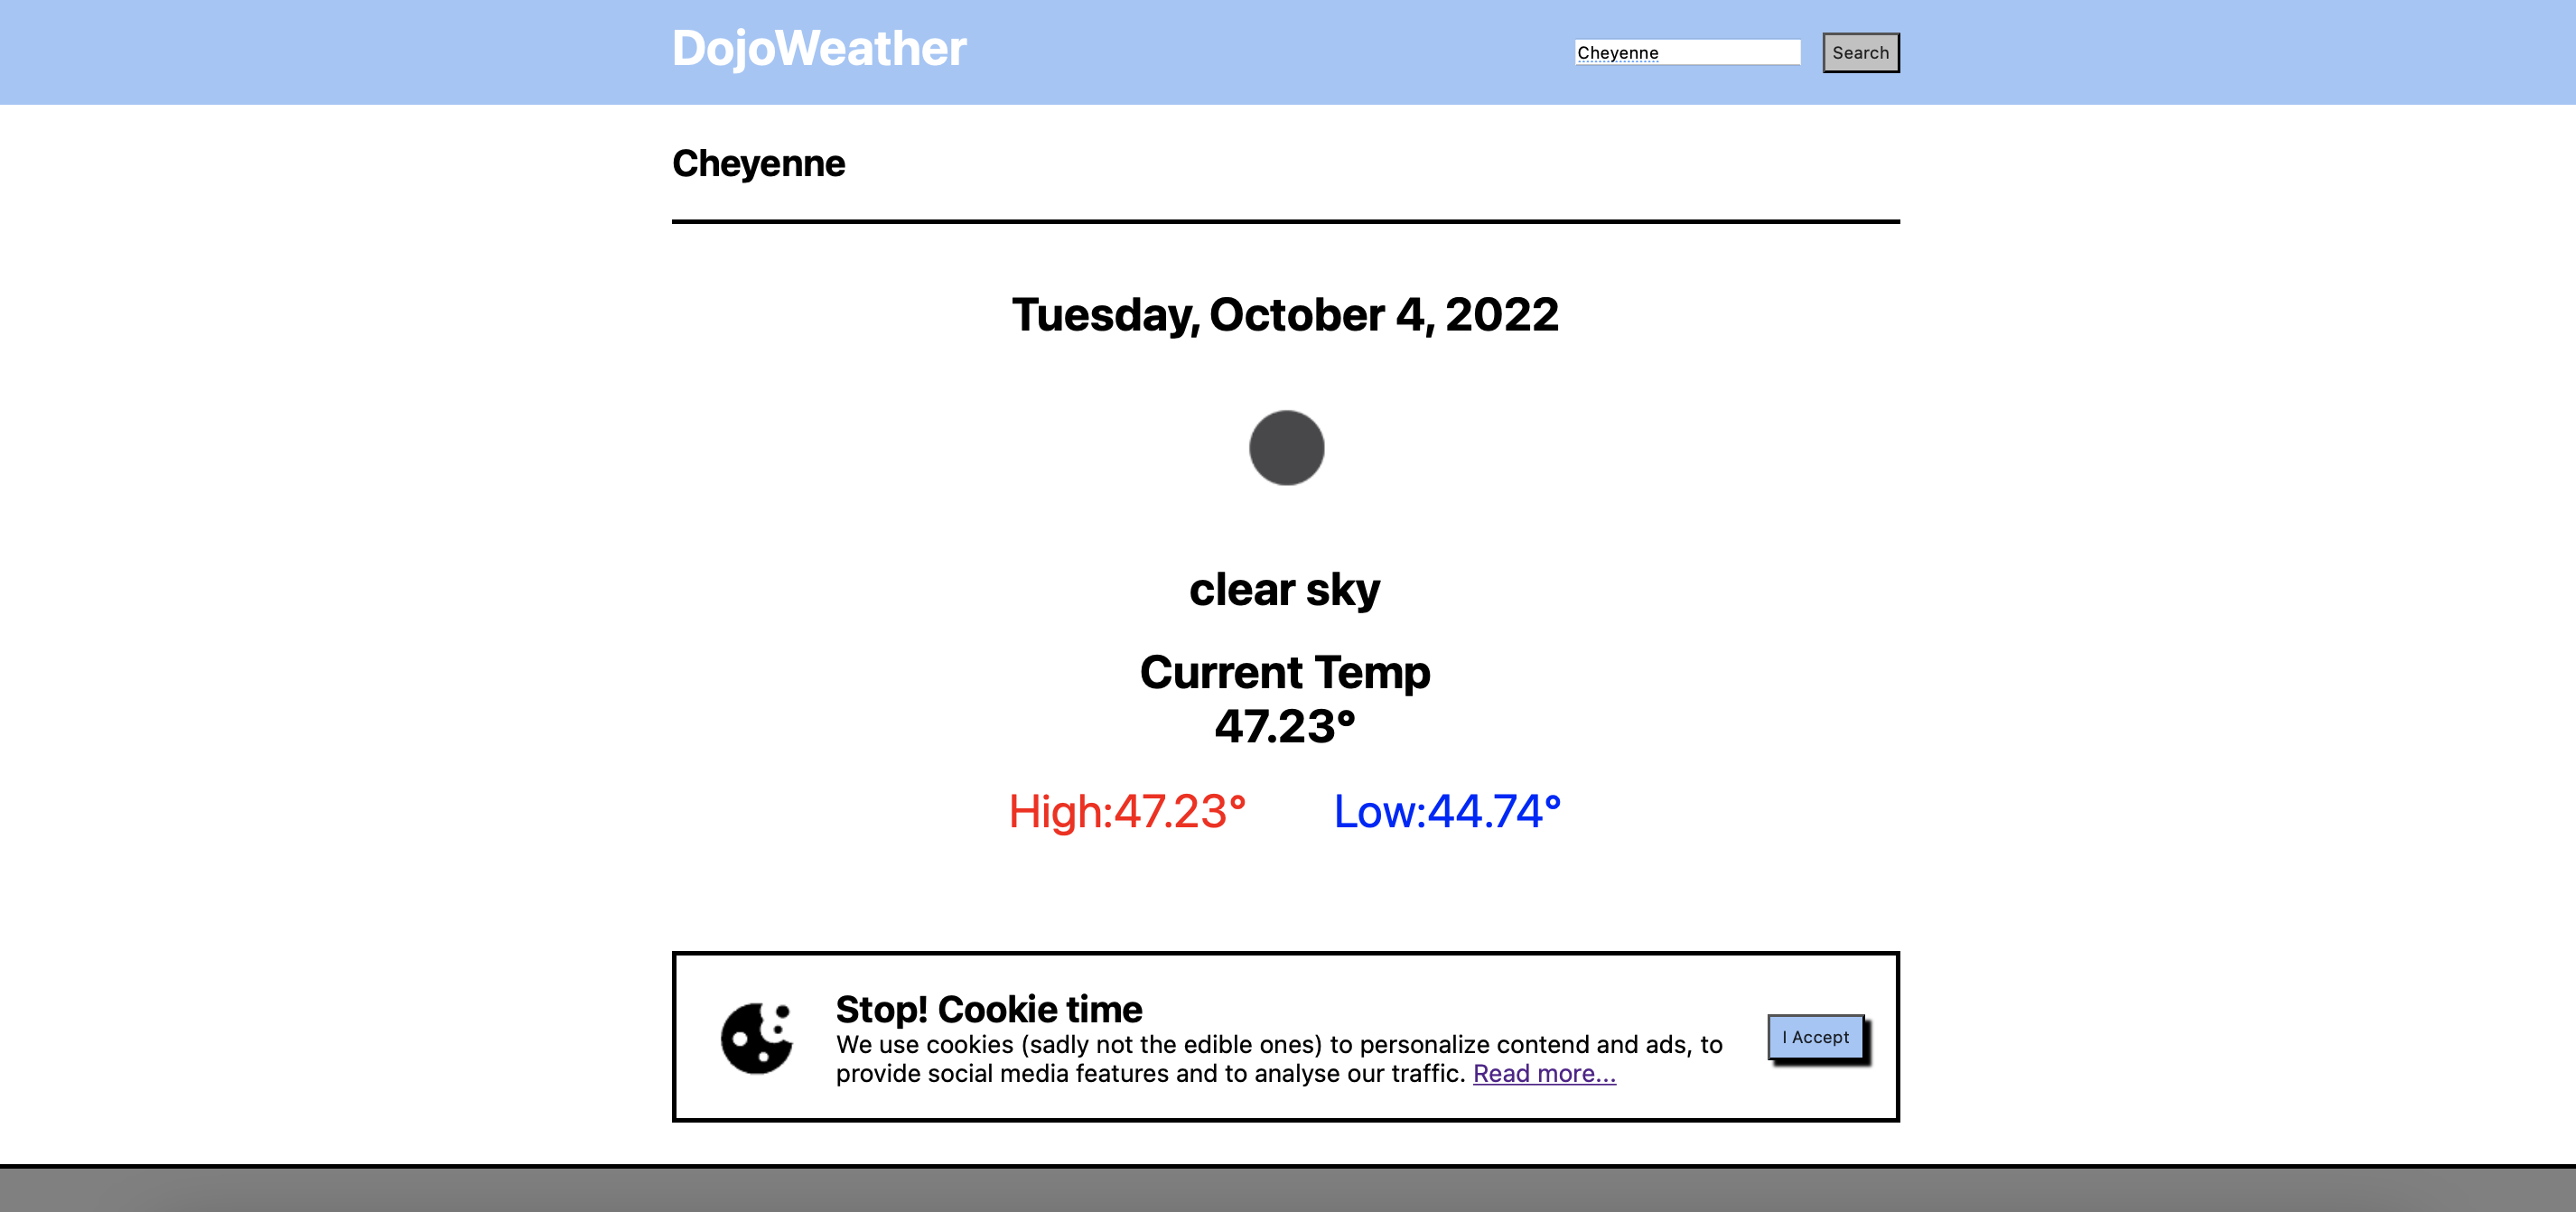 DojoWeather
Cheyenne
Search
Cheyenne
Tuesday, October 4, 2022
clear sky
Current Temp
47.23°
High:47.23° Low:44.74°
Stop! Cookie time
We use cookies (sadly not the edible ones) to personalize contend and ads, to
provide social media features and to analyse our traffic. Read more...
I Accept